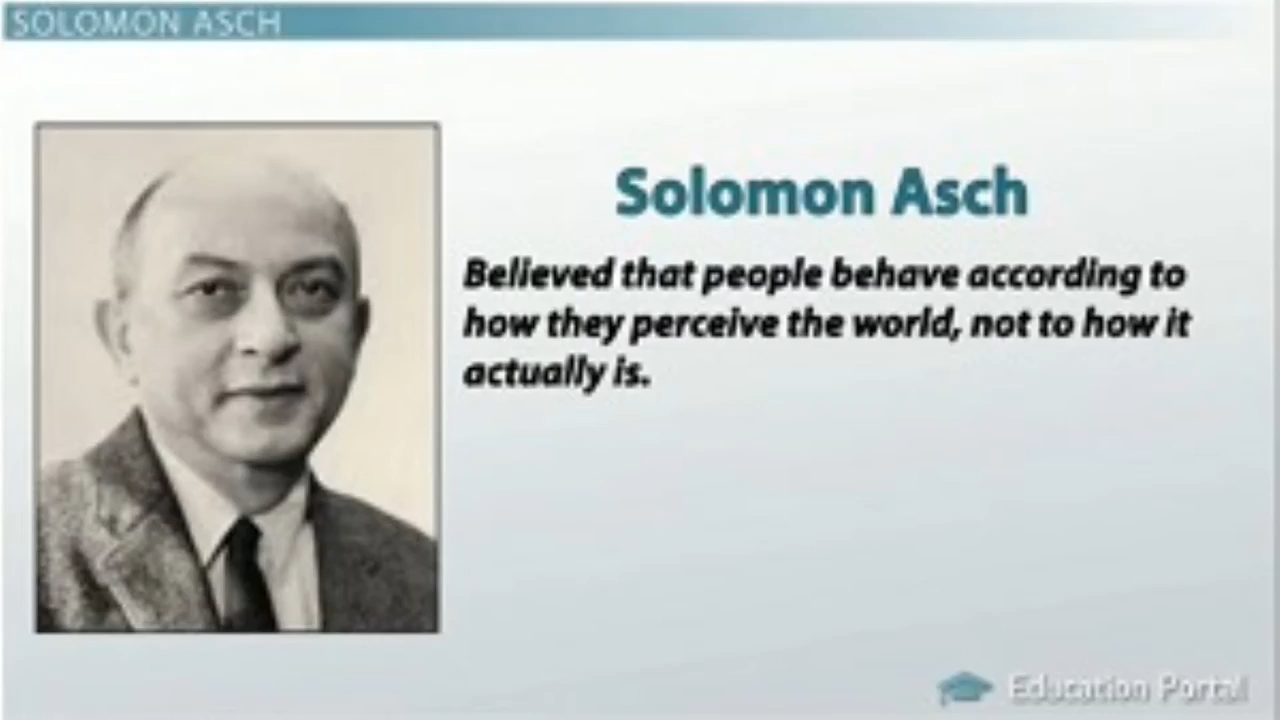 SOLOMON ASCH
Solomon Asch
Believed that people behave according to
how they perceive the world, not to how it
actually is.
Education Portal